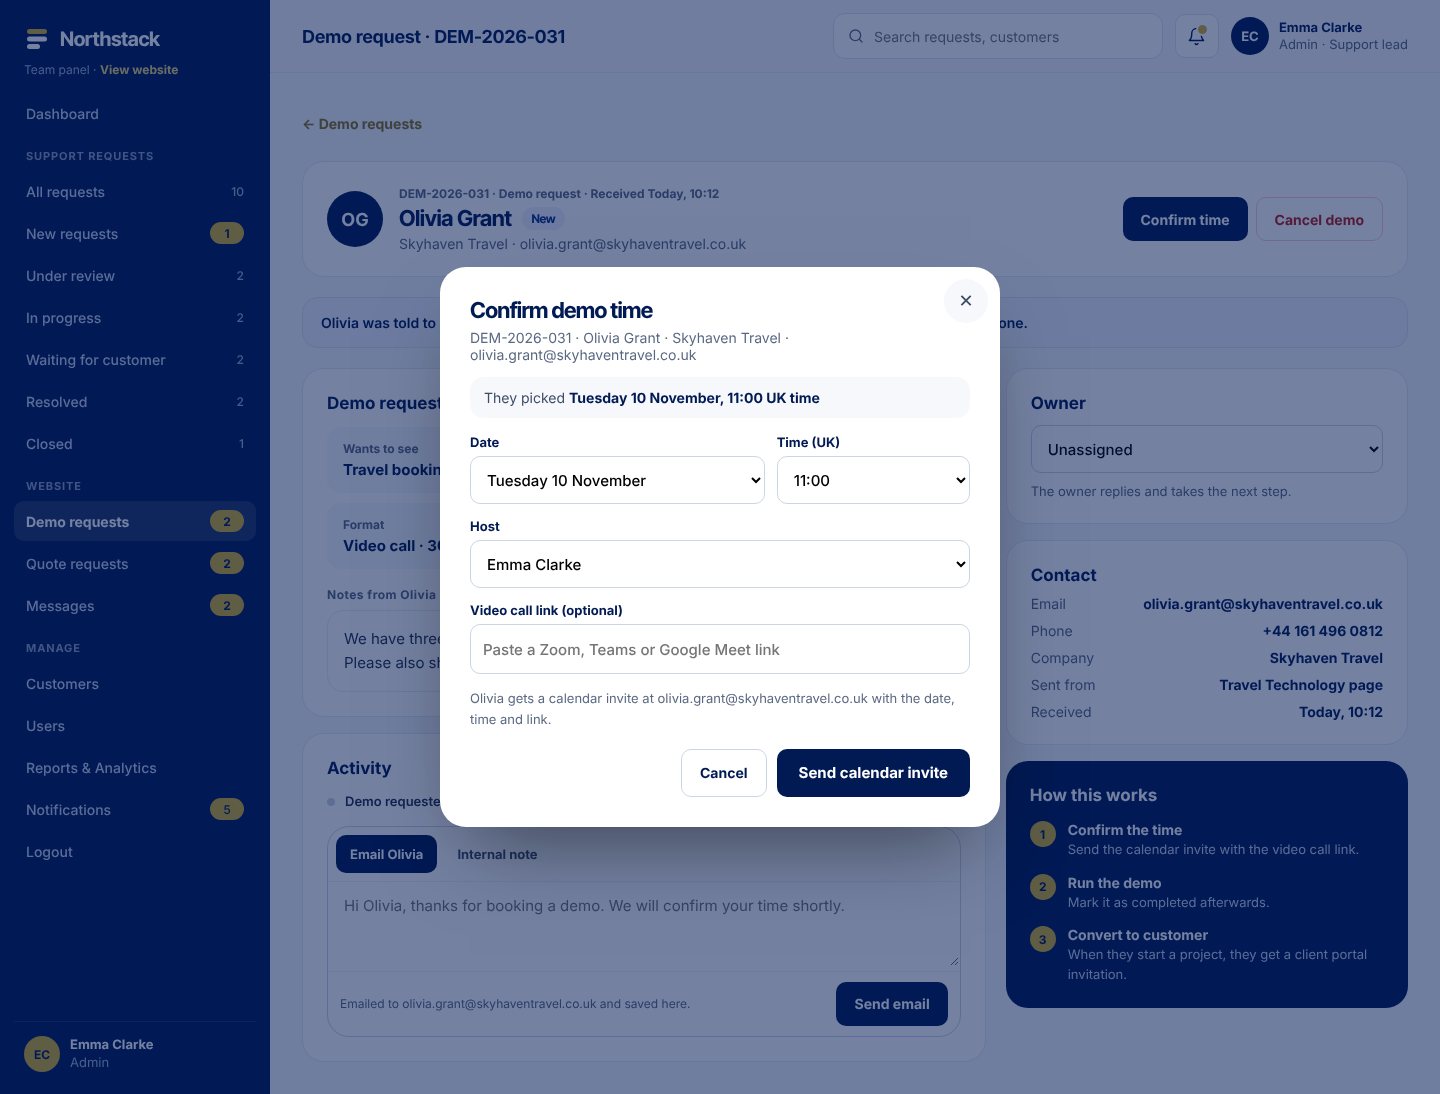 Northstack
Team panel · View website
Dashboard
SUPPORT REQUESTS
All requests 10
New requests 1
Under review 2
In progress 2
Waiting for customer 2
Resolved 2
Closed 1
WEBSITE
Demo requests 2
Quote requests 2
Messages 2
MANAGE
Customers
Users
Reports & Analytics
Notifications 5
Logout
EC
Emma Clarke
Admin
Demo request · DEM-2026-031
Search requests, customers
EC
Emma Clarke
Admin · Support lead
← Demo requests
OG
DEM-2026-031 · Demo request · Received Today, 10:12
Olivia Grant New
Skyhaven Travel · olivia.grant@skyhaventravel.co.uk
Confirm time
Cancel demo
Olivia was told to
one.
Confirm demo time
DEM-2026-031 · Olivia Grant · Skyhaven Travel ·
olivia.grant@skyhaventravel.co.uk
They picked Tuesday 10 November, 11:00 UK time
Date
Tuesday 10 November
Time (UK)
11:00
Host
Emma Clarke
Video call link (optional)
Paste a Zoom, Teams or Google Meet link
Olivia gets a calendar invite at olivia.grant@skyhaventravel.co.uk with the date,
time and link.
Cancel
Send calendar invite
Demo request
Wants to see
Travel
Format
Video call ·
Notes from Olivia
We have three
Please also
Activity
Demo
Email Olivia
Internal note
Hi Olivia, thanks for booking a demo. We will confirm your time shortly.
Emailed to olivia.grant@skyhaventravel.co.uk and saved here.
Send email
Owner
Unassigned
The owner replies and takes the next step.
Contact
Email olivia.grant@skyhaventravel.co.uk
Phone +44 161 496 0812
Company Skyhaven Travel
Sent from Travel Technology page
Received Today, 10:12
How this works
1 Confirm the time
Send the calendar invite with the video call link.
2 Run the demo
Mark it as completed afterwards.
3 Convert to customer
When they start a project, they get a client portal
invitation.